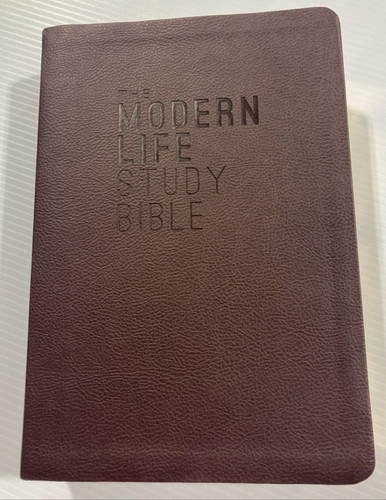 THE
MODERN
LIFE
STUDY
BIBLE